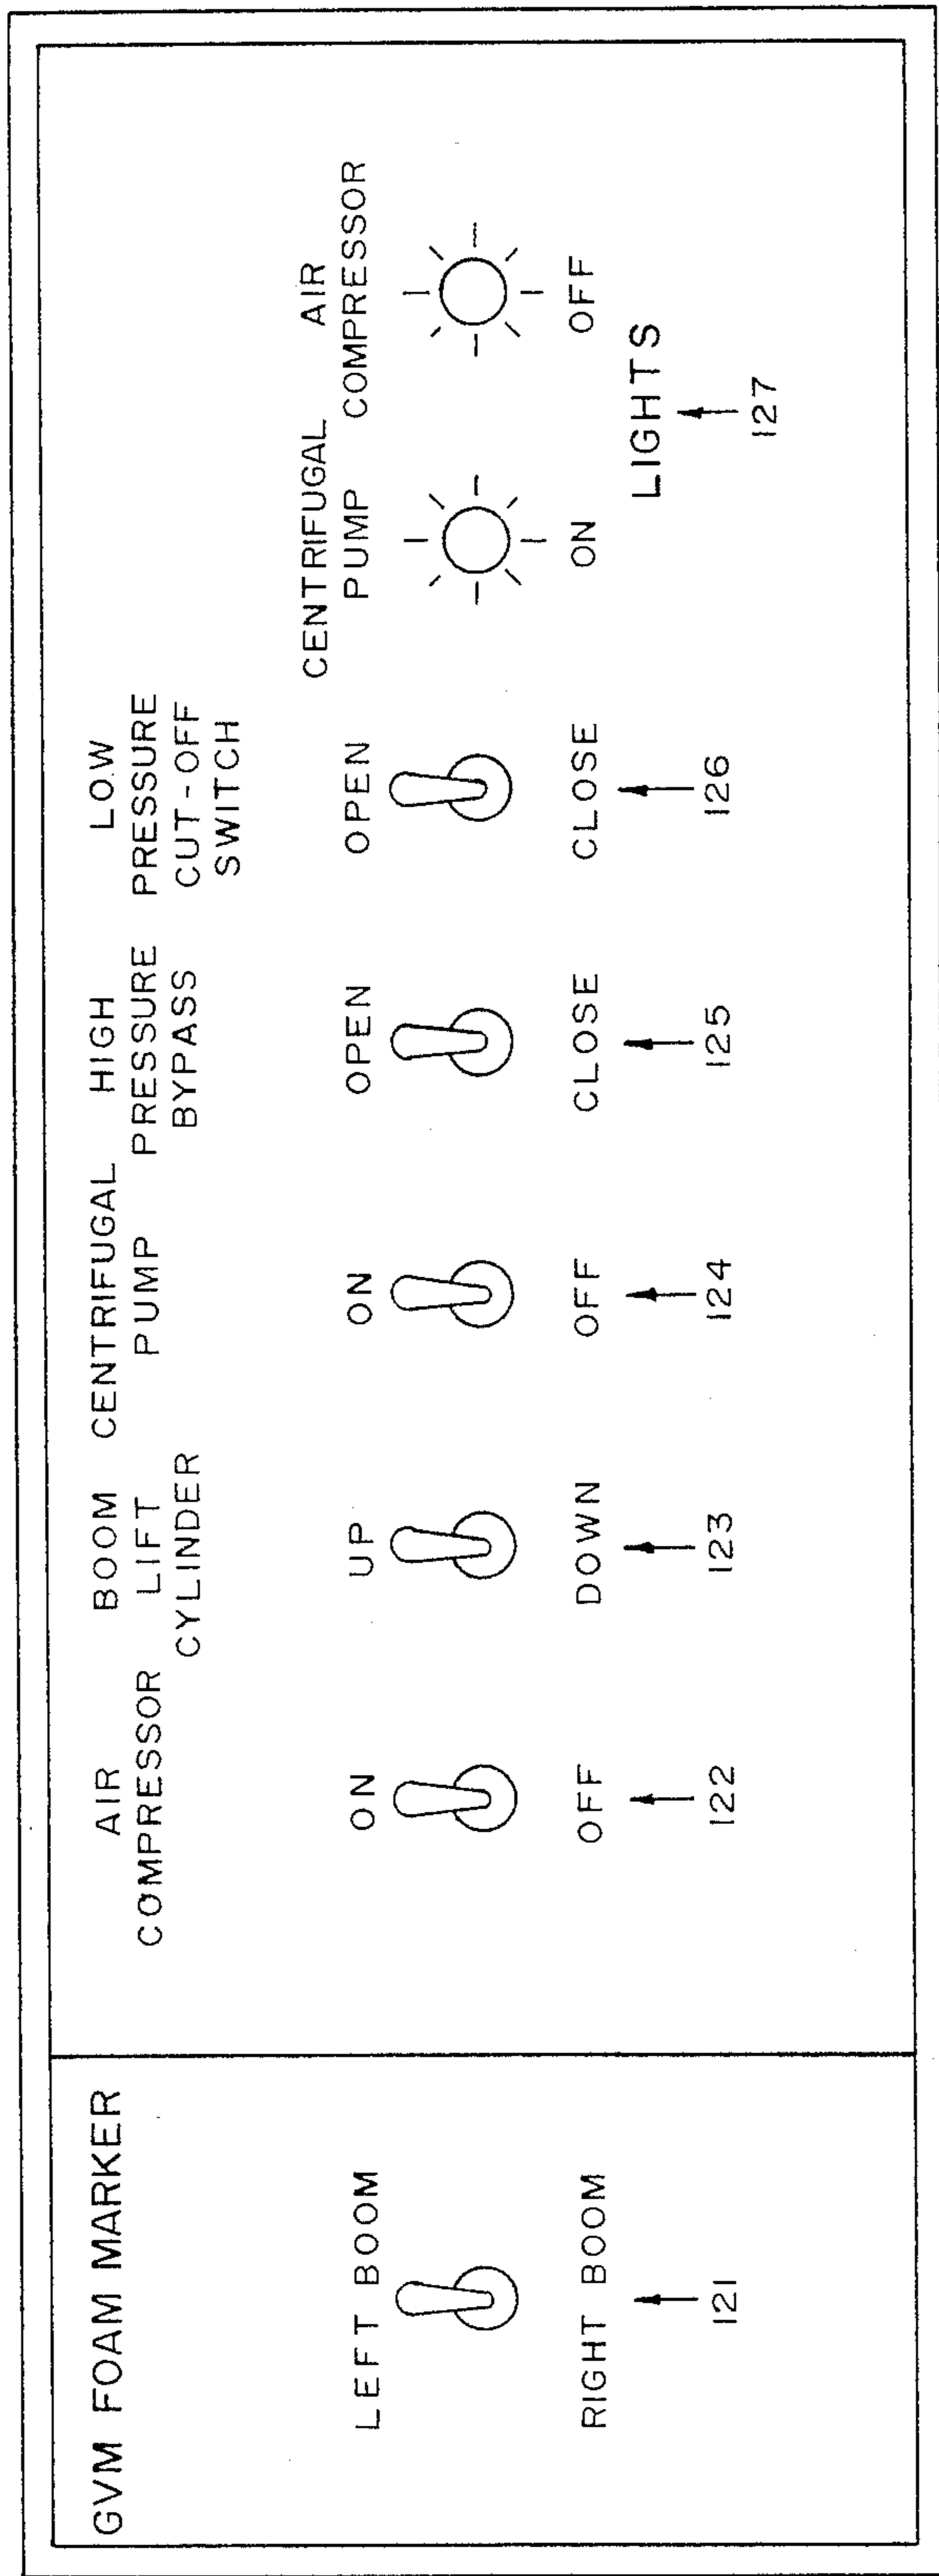 GVM FOAM MARKER
LEFT BOOM
RIGHT BOOM
121
AIR
COMPRESSOR
ON
OFF
122
BOOM
LIFT
CYLINDER
UP
DOWN
123
CENTRIFUGAL
PUMP
ON
OFF
124
HIGH
PRESSURE
BYPASS
OPEN
CLOSE
125
LOW
PRESSURE
CUT-OFF
SWITCH
OPEN
CLOSE
126
CENTRIFUGAL
PUMP
ON
AIR
COMPRESSOR
OFF
LIGHTS
127